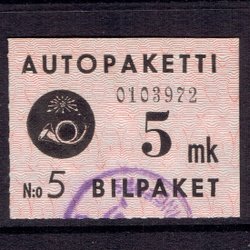 AUTOPAKETTI
0103972
5 mk
N:o 5 BILPAKET